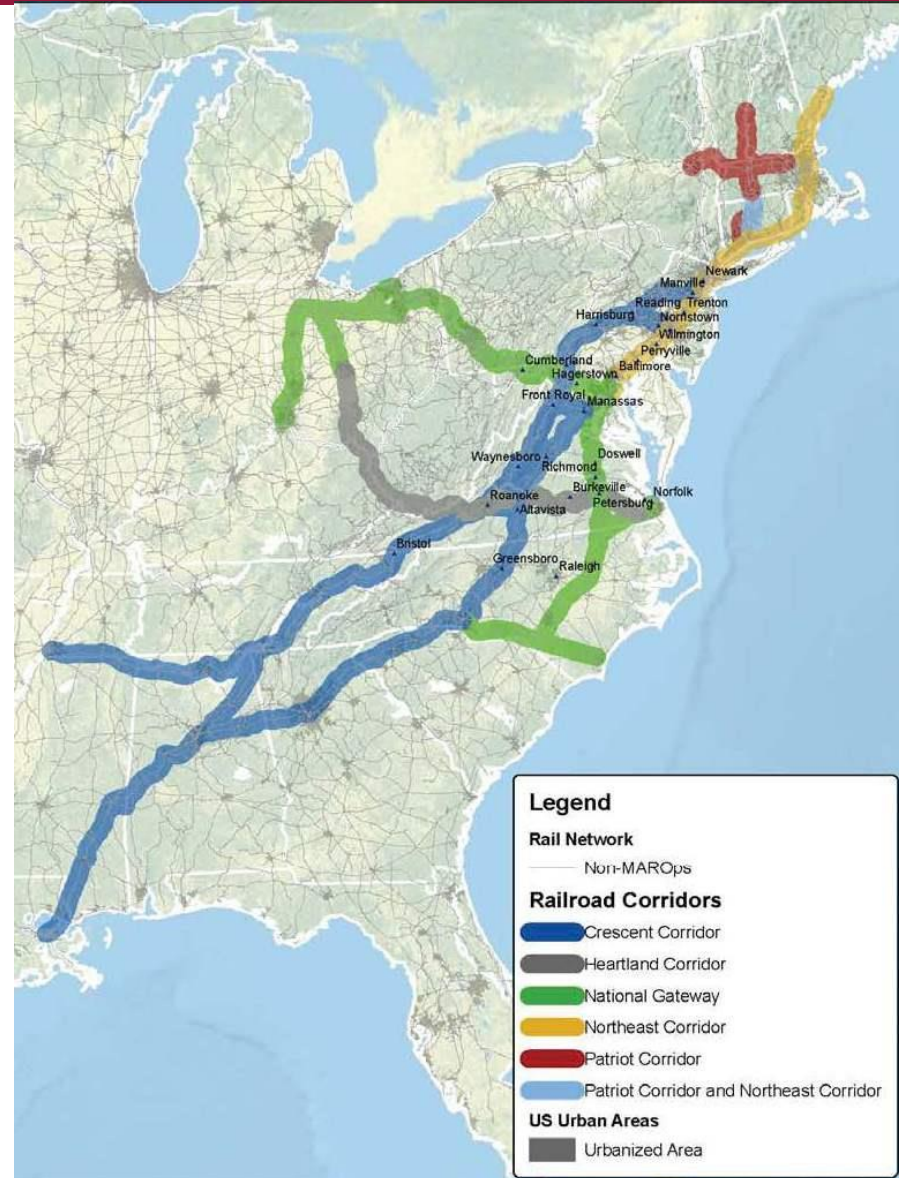 Newark
Manville
Reading Trenton
Harrisburg
Norristown
Wilmington
Perryville
Cumberland
Baltimore
Hagerstown
Front Royal
Manassas
Doswell
Waynesboro
Richmond
Burkeville
Norfolk
Roanoke
Petersburg
Altavista
Bristol
Greensboro
Raleigh
Legend
Rail Network
Non-MAROps
Railroad Corridors
Crescent Corridor
Heartland Corridor
National Gateway
Northeast Corridor
Patriot Corridor
Patriot Corridor and Northeast Corridor
US Urban Areas
Urbanized Area